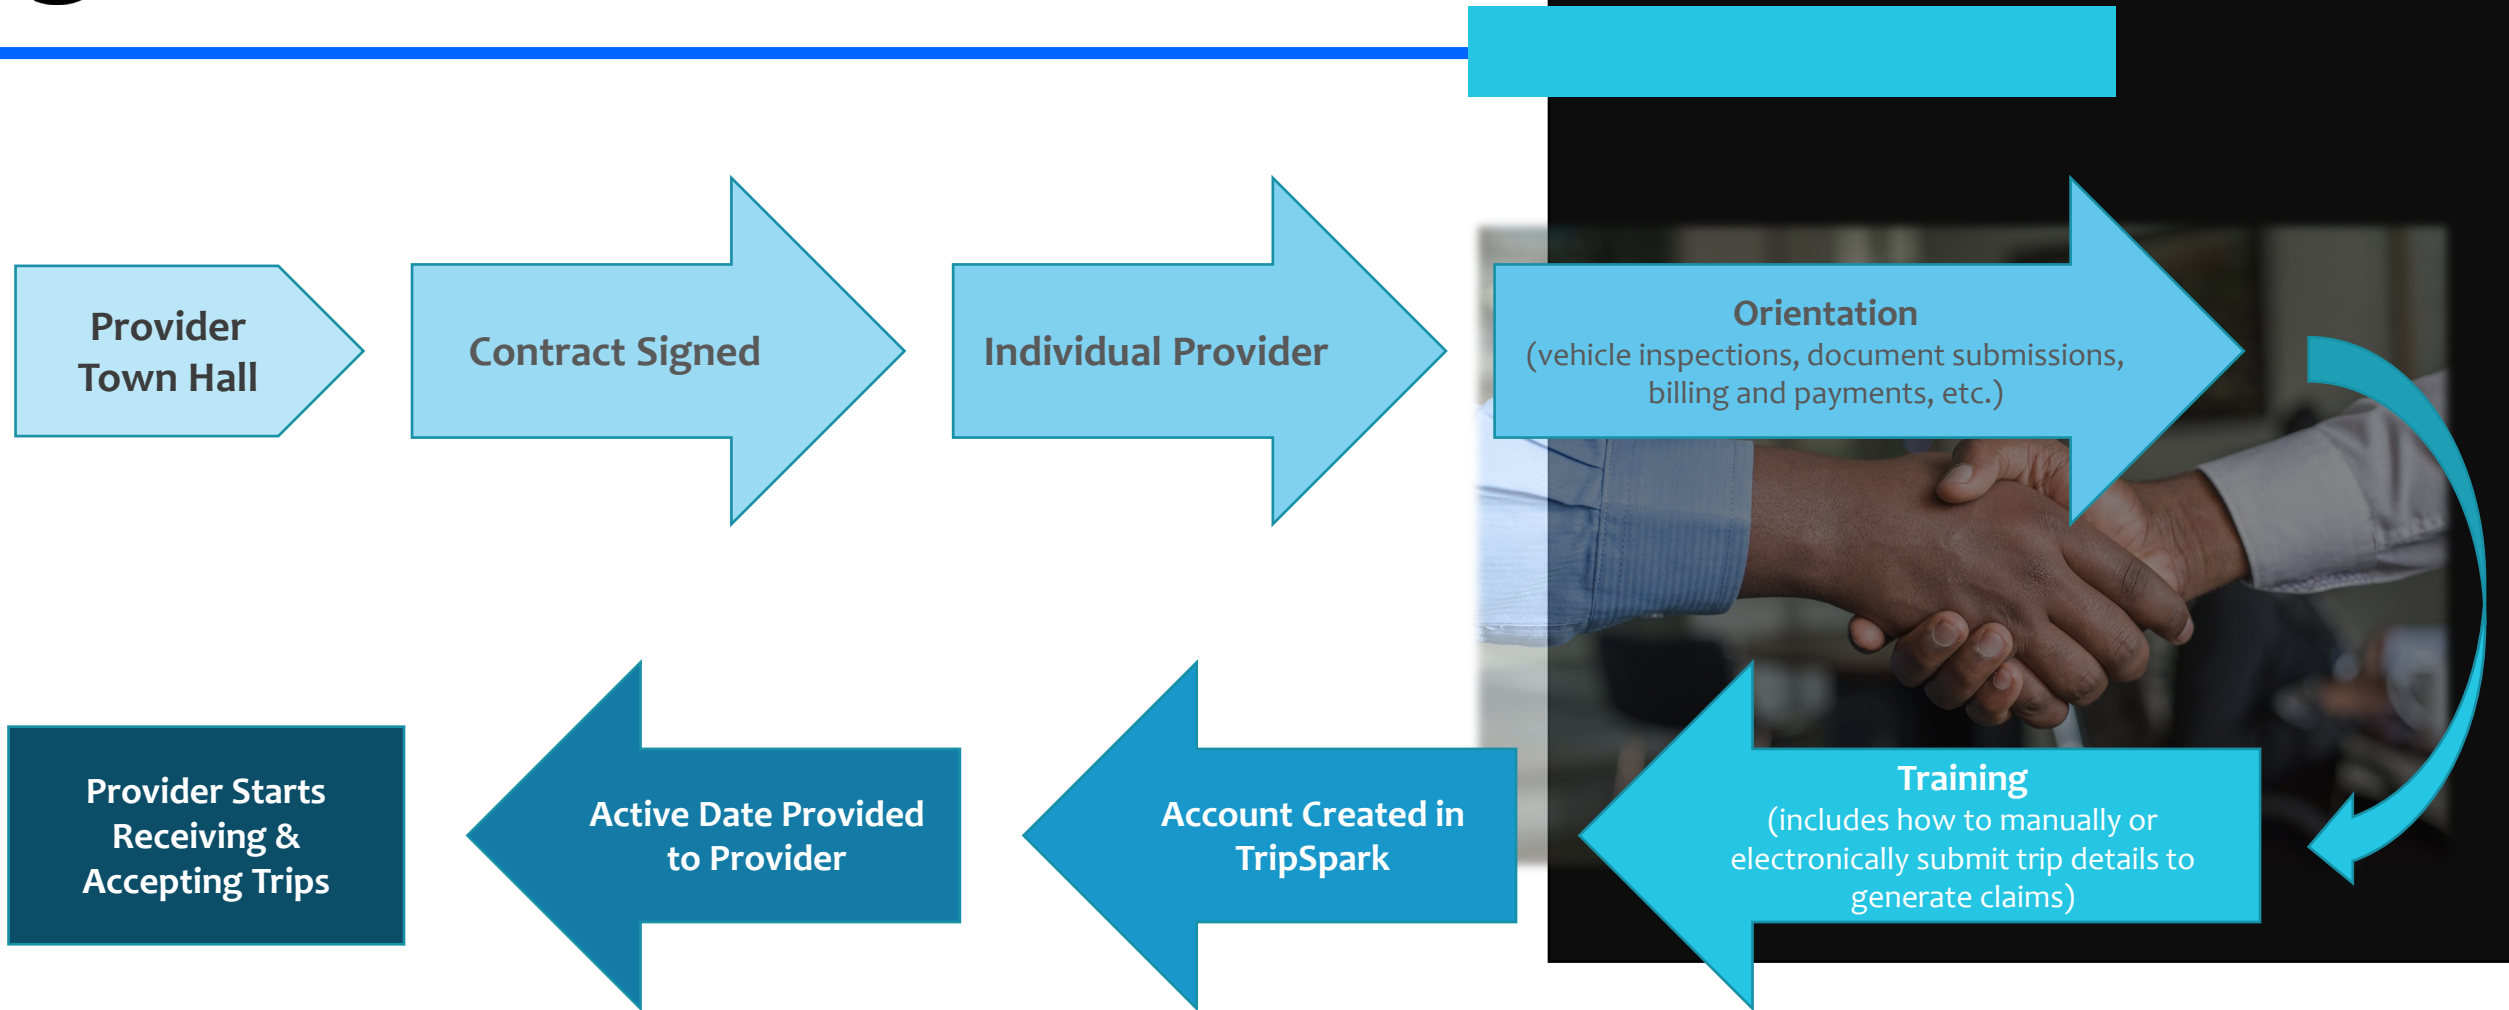 Provider
Town Hall
Contract Signed
Individual Provider
Orientation
(vehicle inspections, document submissions,
billing and payments, etc.)
Training
(includes how to manually or
electronically submit trip details to
generate claims)
Account Created in
TripSpark
Active Date Provided
to Provider
Provider Starts
Receiving &
Accepting Trips